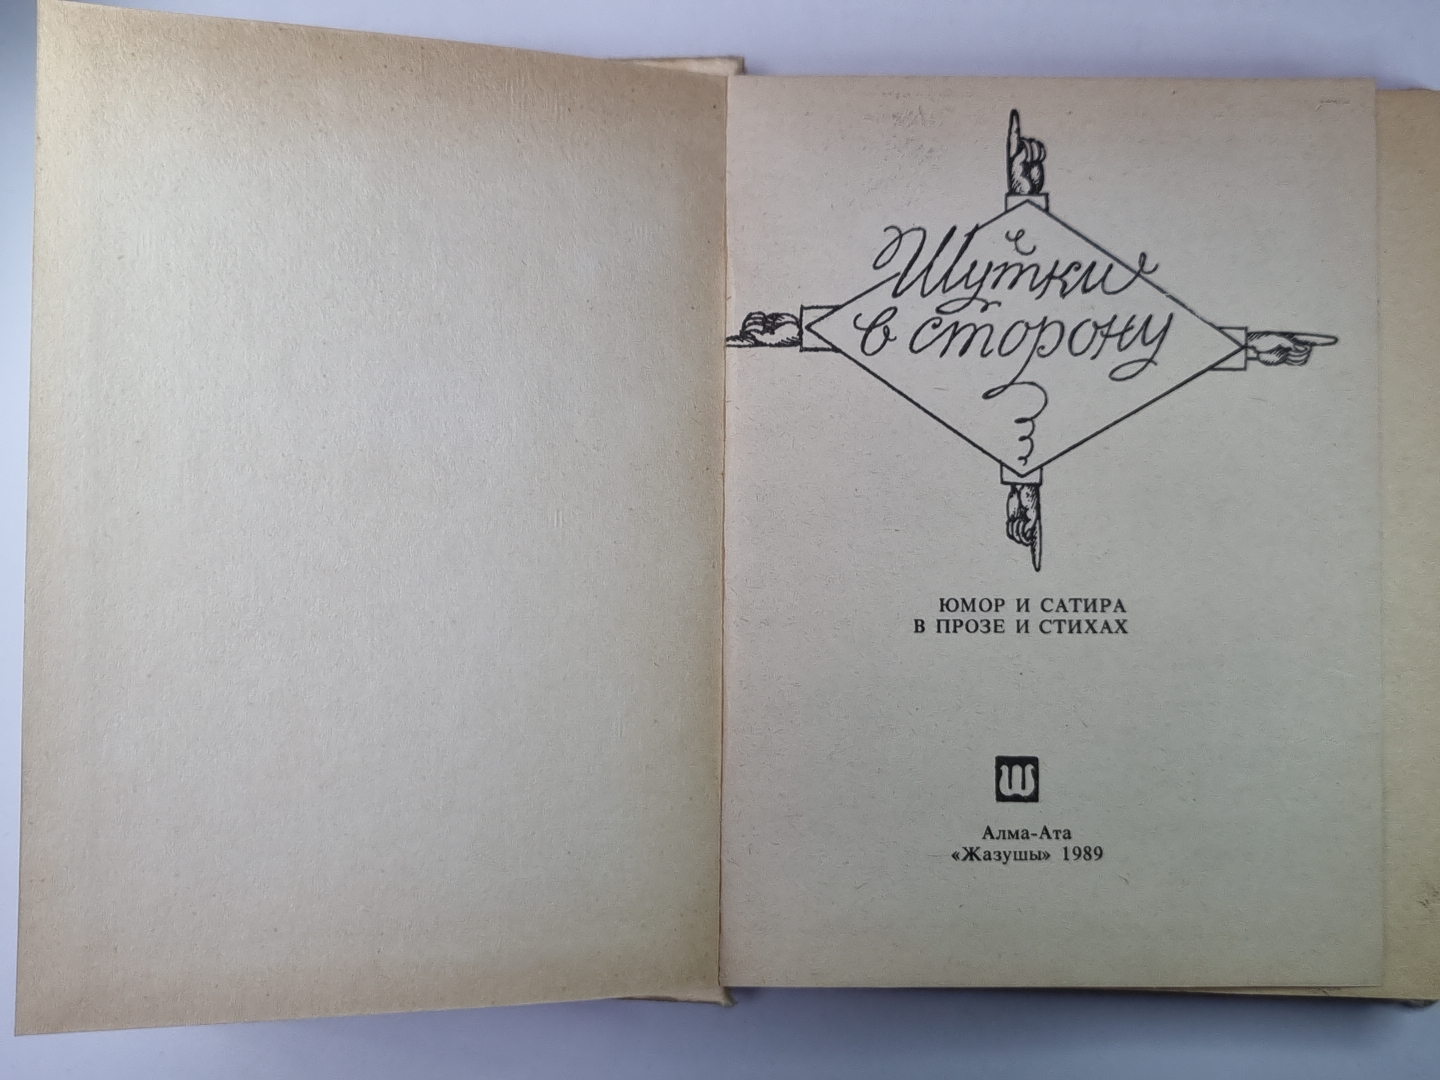 Шутки
в сторону
ЮМОР И САТИРА
В ПРОЗЕ И СТИХАХ
Алма-Ата
«Жазушы» 1989